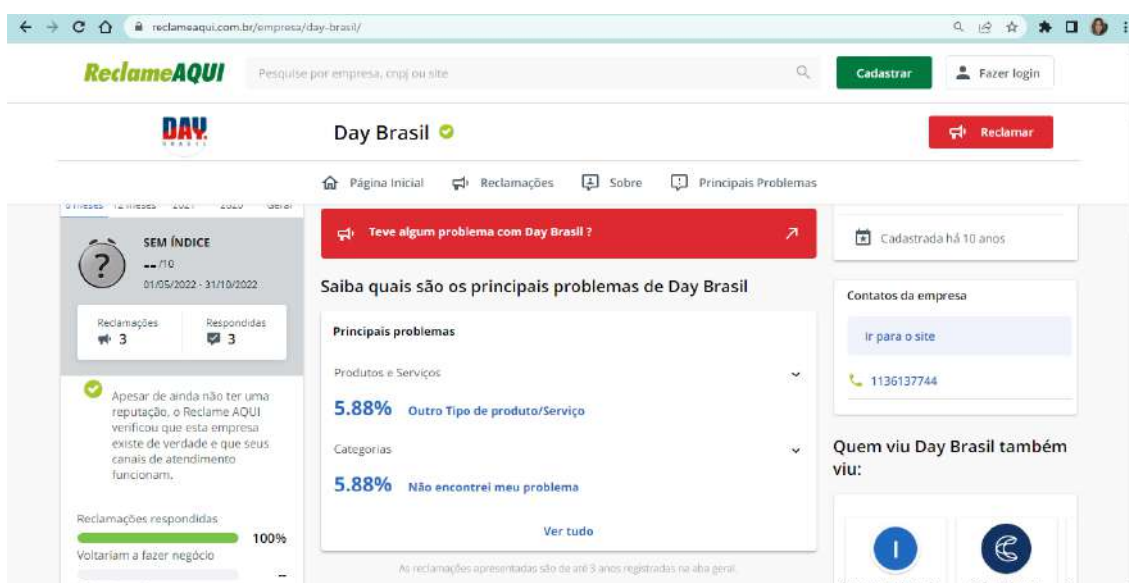 reclameaqui.com.br/empresa/day-brasil/
ReclameAQUI
Pesquise por empresa, cnpj ou site
Cadastrar
Fazer login
DAY
BRASIL
Day Brasil
Reclamar
Página Inicial
Reclamações
Sobre
Principais Problemas
6 meses 12 meses 2021 2020 Geral
SEM ÍNDICE
-- /10
01/05/2022 - 31/10/2022
Reclamações
3
Respondidas
3
Apesar de ainda não ter uma
reputação, o Reclame AQUI
verificou que esta empresa
existe de verdade e que seus
canais de atendimento
funcionam.
Reclamações respondidas
100%
Voltariam a fazer negócio
--
Teve algum problema com Day Brasil ?
Saiba quais são os principais problemas de Day Brasil
Principais problemas
Produtos e Serviços
5.88% Outro Tipo de produto/Serviço
Categorias
5.88% Não encontrei meu problema
Ver tudo
As reclamações apresentadas são de até 3 anos registradas na aba geral.
Cadastrada há 10 anos
Contatos da empresa
Ir para o site
1136137744
Quem viu Day Brasil também
viu:
I